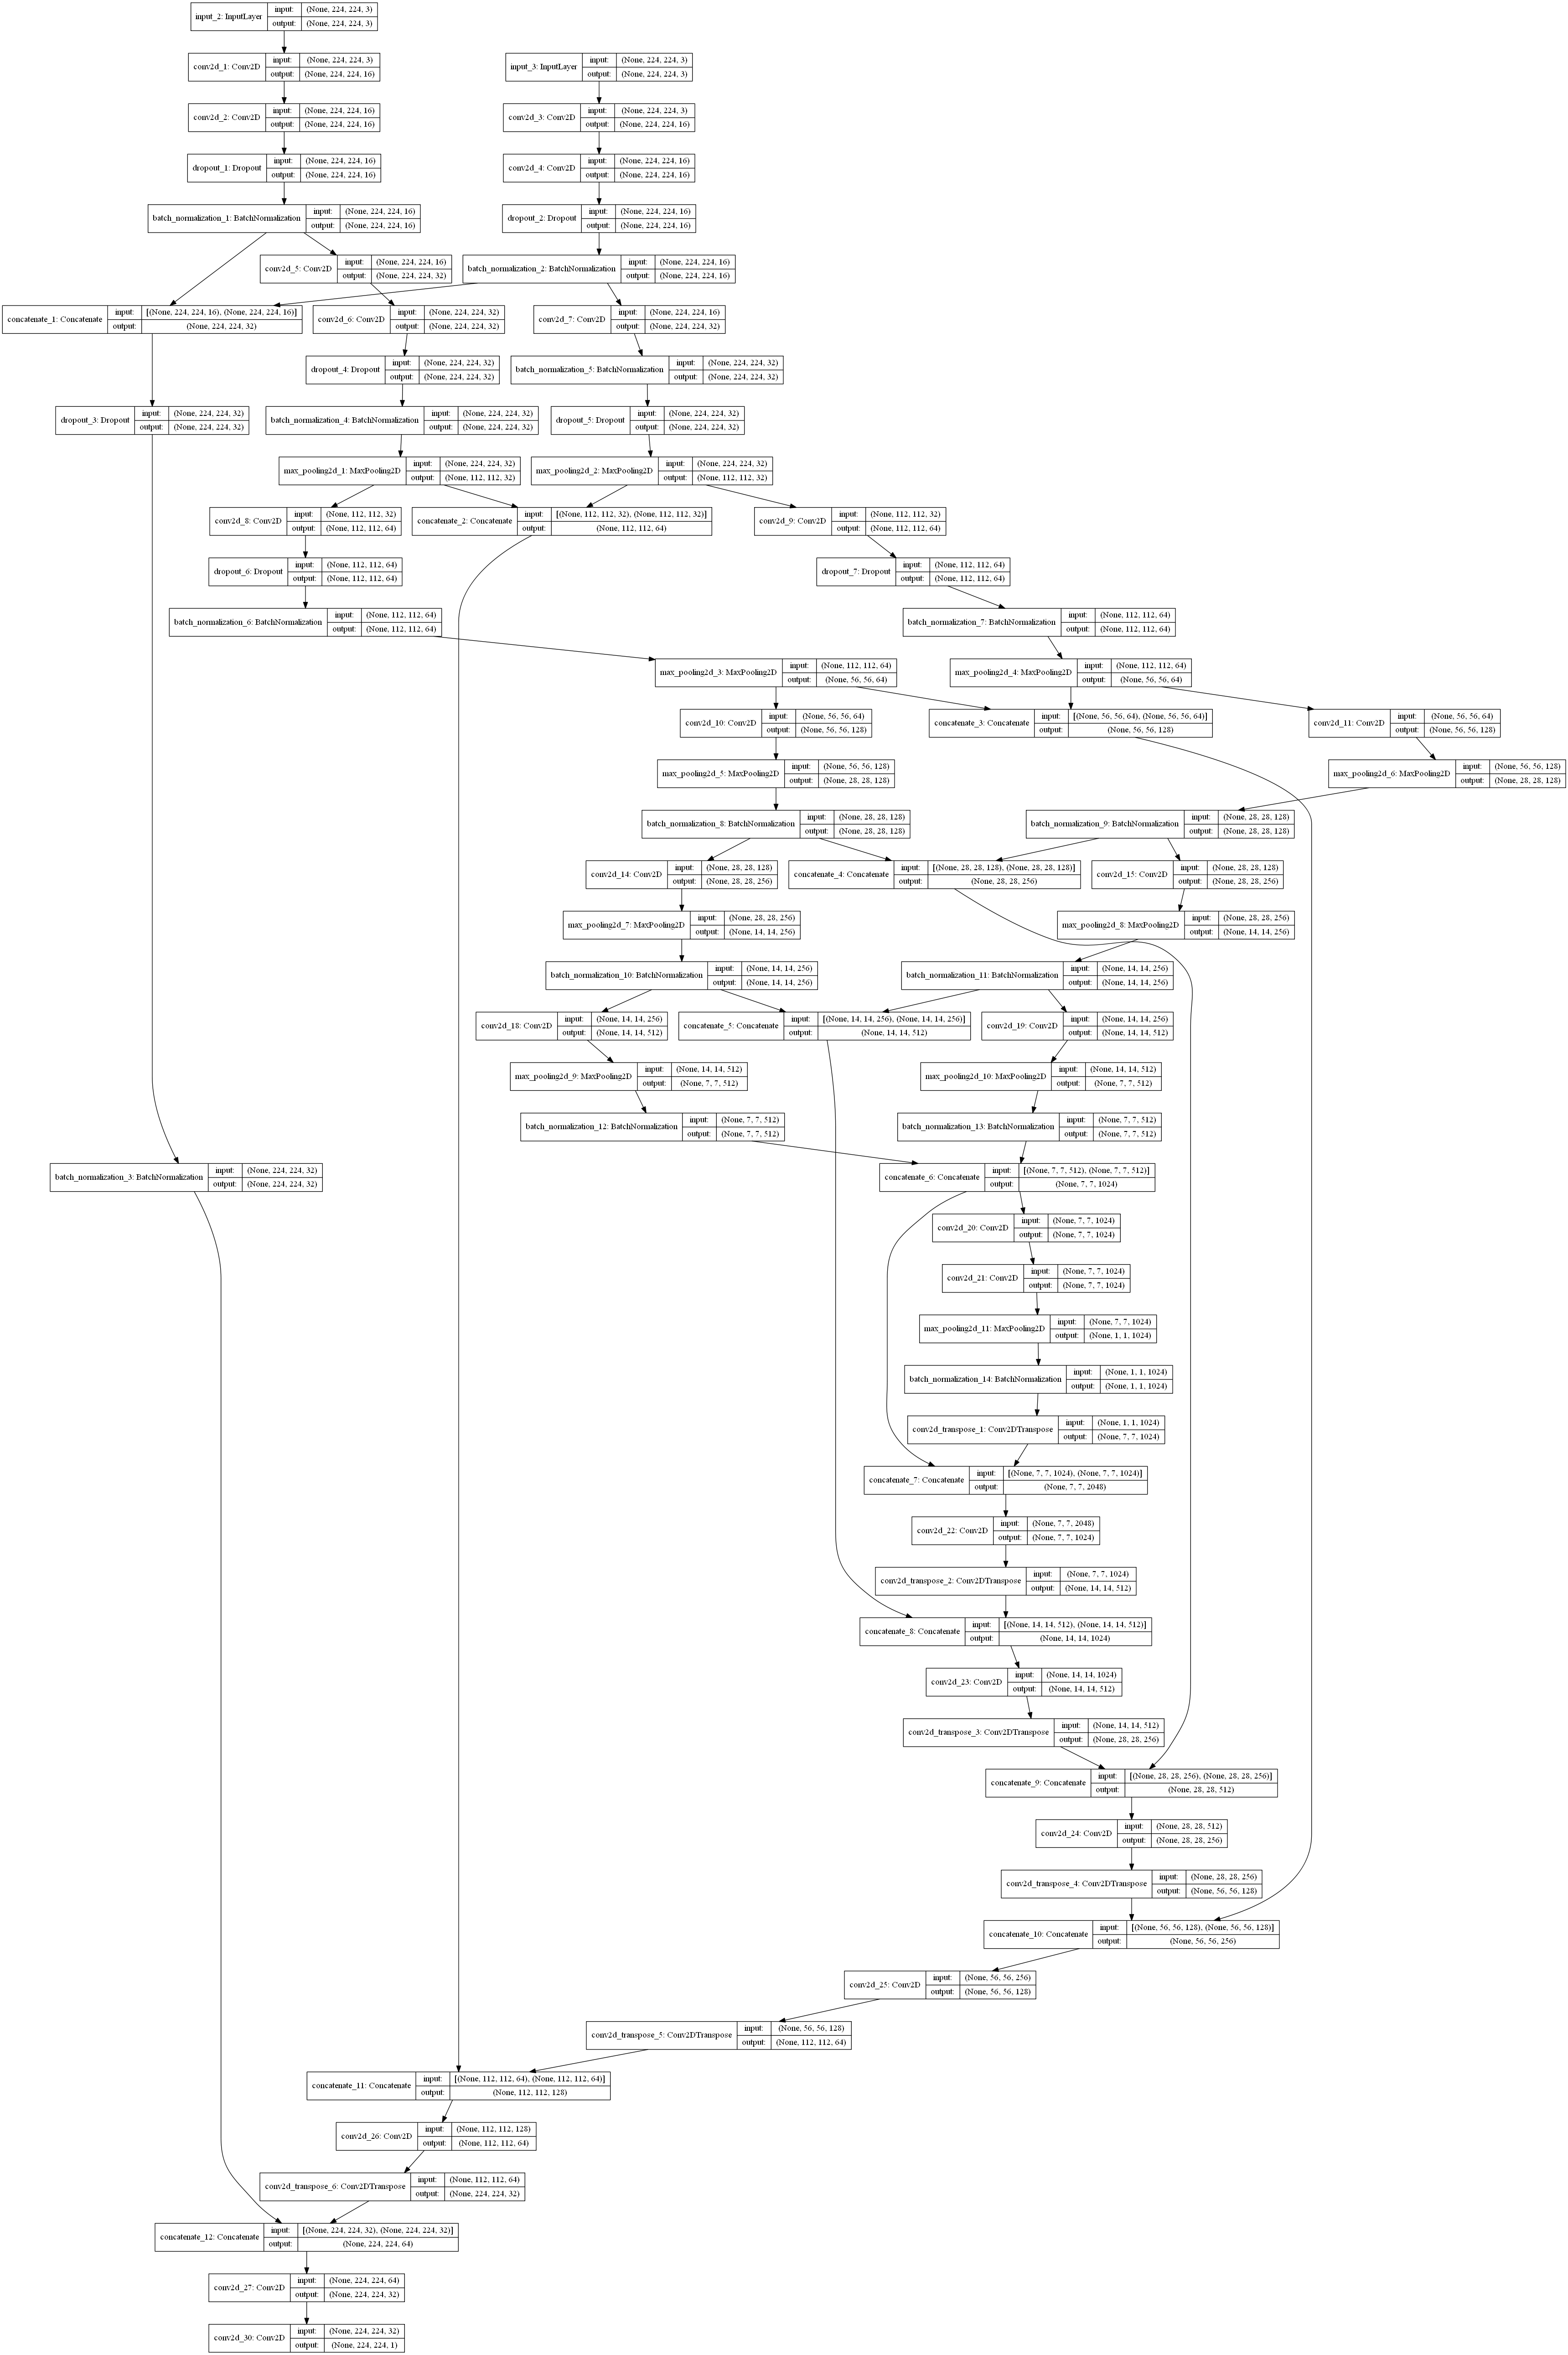 input_2: InputLayer
input: (None, 224, 224, 3)
output: (None, 224, 224, 3)
conv2d_1: Conv2D
input: (None, 224, 224, 3)
output: (None, 224, 224, 16)
input_3: InputLayer
input: (None, 224, 224, 3)
output: (None, 224, 224, 3)
conv2d_2: Conv2D
input: (None, 224, 224, 16)
output: (None, 224, 224, 16)
conv2d_3: Conv2D
input: (None, 224, 224, 3)
output: (None, 224, 224, 16)
dropout_1: Dropout
input: (None, 224, 224, 16)
output: (None, 224, 224, 16)
conv2d_4: Conv2D
input: (None, 224, 224, 16)
output: (None, 224, 224, 16)
batch_normalization_1: BatchNormalization
input: (None, 224, 224, 16)
output: (None, 224, 224, 16)
dropout_2: Dropout
input: (None, 224, 224, 16)
output: (None, 224, 224, 16)
conv2d_5: Conv2D
input: (None, 224, 224, 16)
output: (None, 224, 224, 32)
batch_normalization_2: BatchNormalization
input: (None, 224, 224, 16)
output: (None, 224, 224, 16)
concatenate_1: Concatenate
input: [(None, 224, 224, 16), (None, 224, 224, 16)]
output: (None, 224, 224, 32)
conv2d_6: Conv2D
input: (None, 224, 224, 32)
output: (None, 224, 224, 32)
conv2d_7: Conv2D
input: (None, 224, 224, 16)
output: (None, 224, 224, 32)
dropout_4: Dropout
input: (None, 224, 224, 32)
output: (None, 224, 224, 32)
batch_normalization_5: BatchNormalization
input: (None, 224, 224, 32)
output: (None, 224, 224, 32)
dropout_3: Dropout
input: (None, 224, 224, 32)
output: (None, 224, 224, 32)
batch_normalization_4: BatchNormalization
input: (None, 224, 224, 32)
output: (None, 224, 224, 32)
dropout_5: Dropout
input: (None, 224, 224, 32)
output: (None, 224, 224, 32)
max_pooling2d_1: MaxPooling2D
input: (None, 224, 224, 32)
output: (None, 112, 112, 32)
max_pooling2d_2: MaxPooling2D
input: (None, 224, 224, 32)
output: (None, 112, 112, 32)
conv2d_8: Conv2D
input: (None, 112, 112, 32)
output: (None, 112, 112, 64)
concatenate_2: Concatenate
input: [(None, 112, 112, 32), (None, 112, 112, 32)]
output: (None, 112, 112, 64)
conv2d_9: Conv2D
input: (None, 112, 112, 32)
output: (None, 112, 112, 64)
dropout_6: Dropout
input: (None, 112, 112, 64)
output: (None, 112, 112, 64)
dropout_7: Dropout
input: (None, 112, 112, 64)
output: (None, 112, 112, 64)
batch_normalization_6: BatchNormalization
input: (None, 112, 112, 64)
output: (None, 112, 112, 64)
batch_normalization_7: BatchNormalization
input: (None, 112, 112, 64)
output: (None, 112, 112, 64)
max_pooling2d_3: MaxPooling2D
input: (None, 112, 112, 64)
output: (None, 56, 56, 64)
max_pooling2d_4: MaxPooling2D
input: (None, 112, 112, 64)
output: (None, 56, 56, 64)
conv2d_10: Conv2D
input: (None, 56, 56, 64)
output: (None, 56, 56, 128)
concatenate_3: Concatenate
input: [(None, 56, 56, 64), (None, 56, 56, 64)]
output: (None, 56, 56, 128)
conv2d_11: Conv2D
input: (None, 56, 56, 64)
output: (None, 56, 56, 128)
max_pooling2d_5: MaxPooling2D
input: (None, 56, 56, 128)
output: (None, 28, 28, 128)
max_pooling2d_6: MaxPooling2D
input: (None, 56, 56, 128)
output: (None, 28, 28, 128)
batch_normalization_8: BatchNormalization
input: (None, 28, 28, 128)
output: (None, 28, 28, 128)
batch_normalization_9: BatchNormalization
input: (None, 28, 28, 128)
output: (None, 28, 28, 128)
conv2d_14: Conv2D
input: (None, 28, 28, 128)
output: (None, 28, 28, 256)
concatenate_4: Concatenate
input: [(None, 28, 28, 128), (None, 28, 28, 128)]
output: (None, 28, 28, 256)
conv2d_15: Conv2D
input: (None, 28, 28, 128)
output: (None, 28, 28, 256)
max_pooling2d_7: MaxPooling2D
input: (None, 28, 28, 256)
output: (None, 14, 14, 256)
max_pooling2d_8: MaxPooling2D
input: (None, 28, 28, 256)
output: (None, 14, 14, 256)
batch_normalization_10: BatchNormalization
input: (None, 14, 14, 256)
output: (None, 14, 14, 256)
batch_normalization_11: BatchNormalization
input: (None, 14, 14, 256)
output: (None, 14, 14, 256)
conv2d_18: Conv2D
input: (None, 14, 14, 256)
output: (None, 14, 14, 512)
concatenate_5: Concatenate
input: [(None, 14, 14, 256), (None, 14, 14, 256)]
output: (None, 14, 14, 512)
conv2d_19: Conv2D
input: (None, 14, 14, 256)
output: (None, 14, 14, 512)
max_pooling2d_9: MaxPooling2D
input: (None, 14, 14, 512)
output: (None, 7, 7, 512)
max_pooling2d_10: MaxPooling2D
input: (None, 14, 14, 512)
output: (None, 7, 7, 512)
batch_normalization_12: BatchNormalization
input: (None, 7, 7, 512)
output: (None, 7, 7, 512)
batch_normalization_13: BatchNormalization
input: (None, 7, 7, 512)
output: (None, 7, 7, 512)
batch_normalization_3: BatchNormalization
input: (None, 224, 224, 32)
output: (None, 224, 224, 32)
concatenate_6: Concatenate
input: [(None, 7, 7, 512), (None, 7, 7, 512)]
output: (None, 7, 7, 1024)
conv2d_20: Conv2D
input: (None, 7, 7, 1024)
output: (None, 7, 7, 1024)
conv2d_21: Conv2D
input: (None, 7, 7, 1024)
output: (None, 7, 7, 1024)
max_pooling2d_11: MaxPooling2D
input: (None, 7, 7, 1024)
output: (None, 1, 1, 1024)
batch_normalization_14: BatchNormalization
input: (None, 1, 1, 1024)
output: (None, 1, 1, 1024)
conv2d_transpose_1: Conv2DTranspose
input: (None, 1, 1, 1024)
output: (None, 7, 7, 1024)
concatenate_7: Concatenate
input: [(None, 7, 7, 1024), (None, 7, 7, 1024)]
output: (None, 7, 7, 2048)
conv2d_22: Conv2D
input: (None, 7, 7, 2048)
output: (None, 7, 7, 1024)
conv2d_transpose_2: Conv2DTranspose
input: (None, 7, 7, 1024)
output: (None, 14, 14, 512)
concatenate_8: Concatenate
input: [(None, 14, 14, 512), (None, 14, 14, 512)]
output: (None, 14, 14, 1024)
conv2d_23: Conv2D
input: (None, 14, 14, 1024)
output: (None, 14, 14, 512)
conv2d_transpose_3: Conv2DTranspose
input: (None, 14, 14, 512)
output: (None, 28, 28, 256)
concatenate_9: Concatenate
input: [(None, 28, 28, 256), (None, 28, 28, 256)]
output: (None, 28, 28, 512)
conv2d_24: Conv2D
input: (None, 28, 28, 512)
output: (None, 28, 28, 256)
conv2d_transpose_4: Conv2DTranspose
input: (None, 28, 28, 256)
output: (None, 56, 56, 128)
concatenate_10: Concatenate
input: [(None, 56, 56, 128), (None, 56, 56, 128)]
output: (None, 56, 56, 256)
conv2d_25: Conv2D
input: (None, 56, 56, 256)
output: (None, 56, 56, 128)
conv2d_transpose_5: Conv2DTranspose
input: (None, 56, 56, 128)
output: (None, 112, 112, 64)
concatenate_11: Concatenate
input: [(None, 112, 112, 64), (None, 112, 112, 64)]
output: (None, 112, 112, 128)
conv2d_26: Conv2D
input: (None, 112, 112, 128)
output: (None, 112, 112, 64)
conv2d_transpose_6: Conv2DTranspose
input: (None, 112, 112, 64)
output: (None, 224, 224, 32)
concatenate_12: Concatenate
input: [(None, 224, 224, 32), (None, 224, 224, 32)]
output: (None, 224, 224, 64)
conv2d_27: Conv2D
input: (None, 224, 224, 64)
output: (None, 224, 224, 32)
conv2d_30: Conv2D
input: (None, 224, 224, 32)
output: (None, 224, 224, 1)